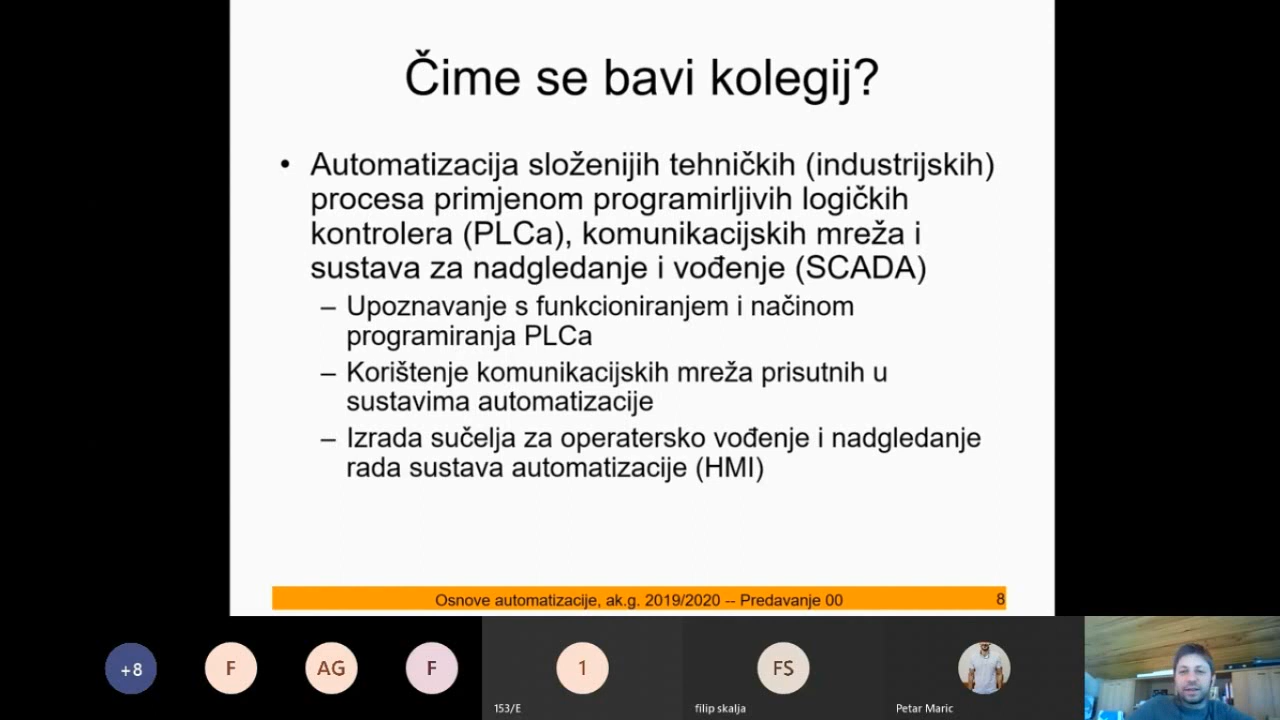 Čime se bavi kolegij?
• Automatizacija složenijih tehničkih (industrijskih)
procesa primjenom programirljivih logičkih
kontrolera (PLCa), komunikacijskih mreža i
sustava za nadgledanje i vođenje (SCADA)
– Upoznavanje s funkcioniranjem i načinom
programiranja PLCa
– Korištenje komunikacijskih mreža prisutnih u
sustavima automatizacije
– Izrada sučelja za operatersko vođenje i nadgledanje
rada sustava automatizacije (HMI)
Osnove automatizacije, ak.g. 2019/2020 -- Predavanje 00
8
+8
F
AG
F
1
FS
153/E
filip skalja
Petar Maric